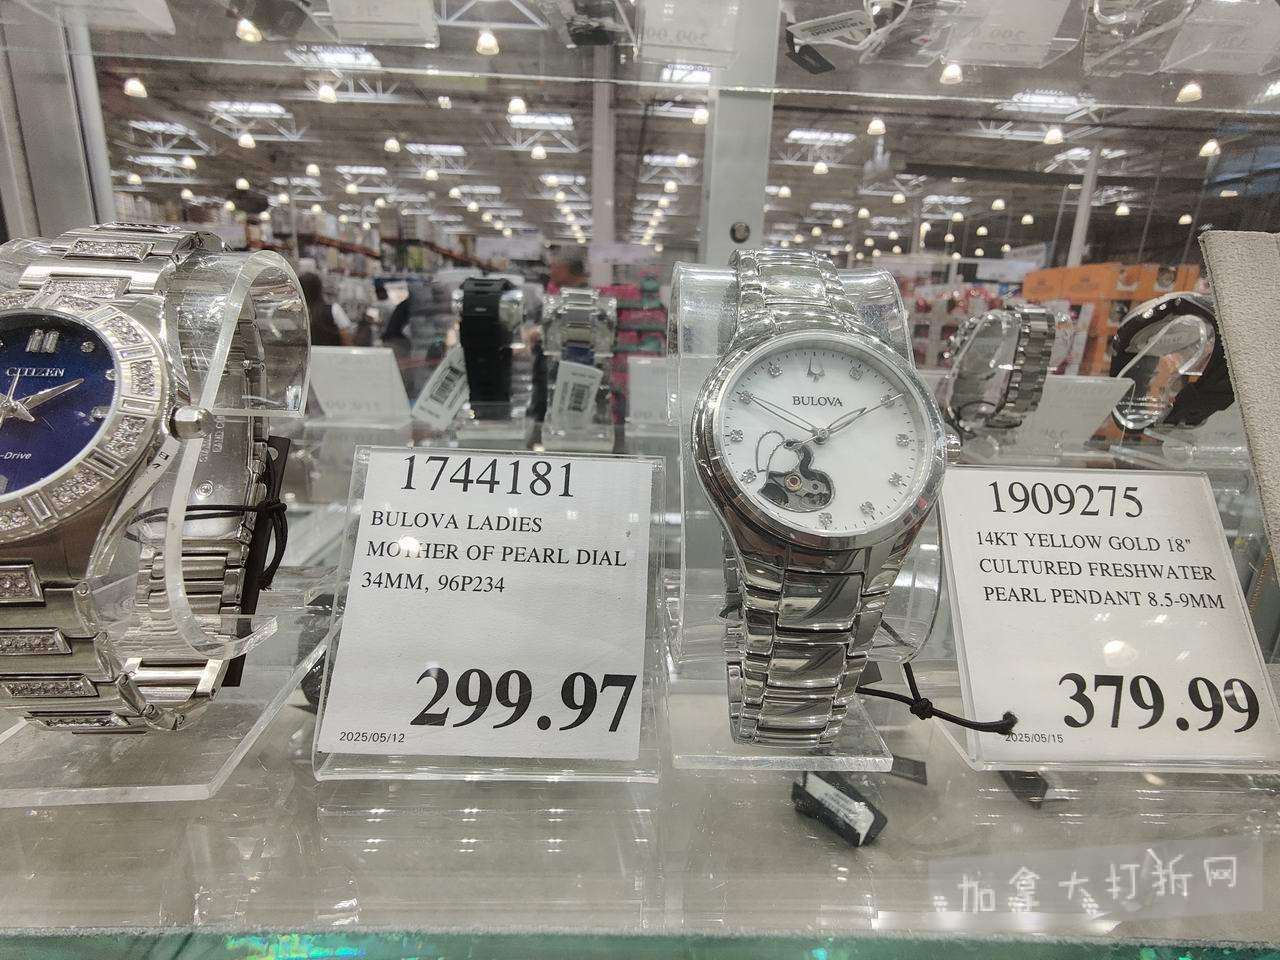 CITIZEN
-Drive
1744181
BULOVA LADIES
MOTHER OF PEARL DIAL
34MM, 96P234
299.97
2025/05/12
BULOVA
1909275
14KT YELLOW GOLD 18"
CULTURED FRESHWATER
PEARL PENDANT 8.5-9MM
379.99
2025/05/15
加拿大打折网